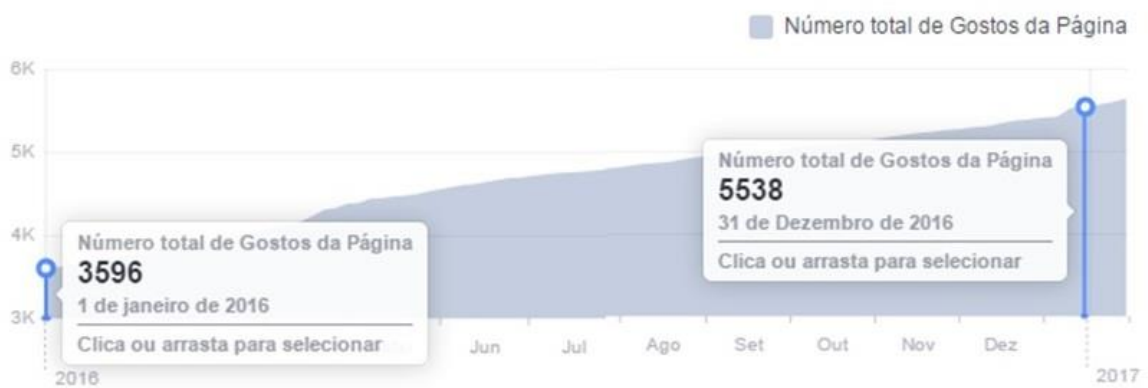 Número total de Gostos da Página
6K
5K
4K
3K
Número total de Gostos da Página
3596
1 de janeiro de 2016
Clica ou arrasta para selecionar
Número total de Gostos da Página
5538
31 de Dezembro de 2016
Clica ou arrasta para selecionar
Jun Jul Ago Set Out Nov Dez
2016 2017